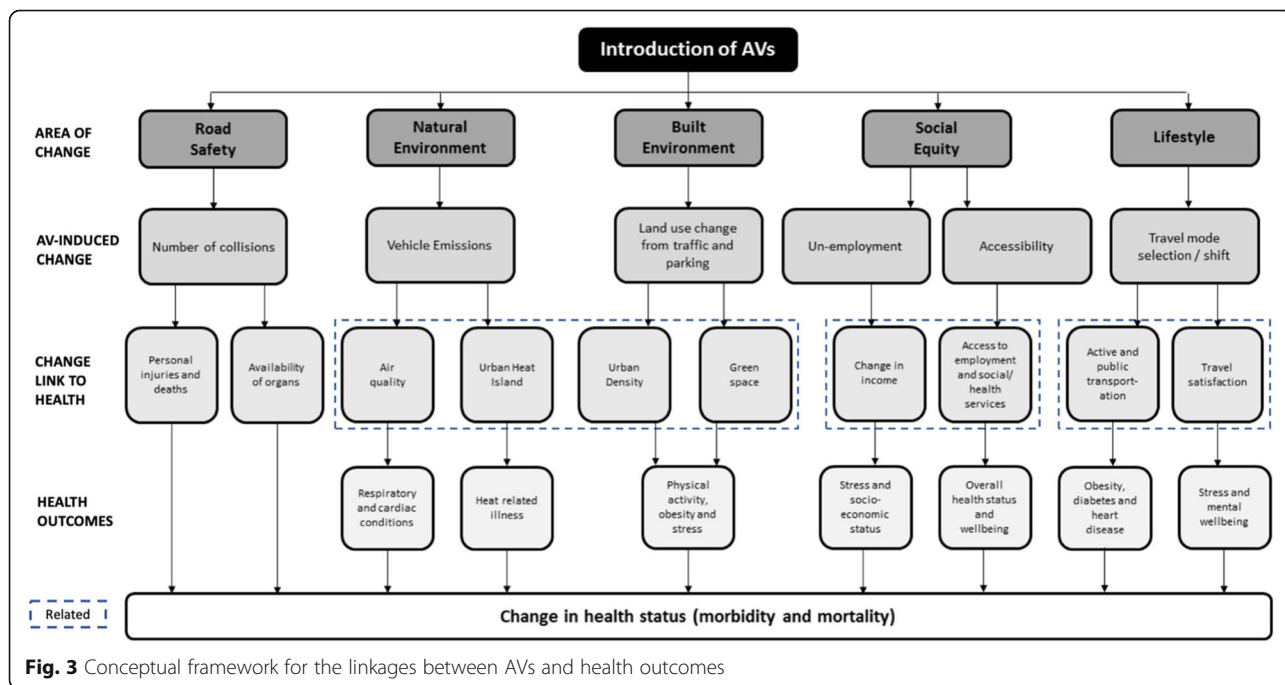 Introduction of AVs
AREA OF
CHANGE
Road
Safety
Natural
Environment
Built
Environment
Social
Equity
Lifestyle
AV-INDUCED
CHANGE
Number of collisions
Vehicle Emissions
Land use change
from traffic and
parking
Un-employment
Accessibility
Travel mode
selection / shift
CHANGE
LINK TO
HEALTH
Personal
injuries and
deaths
Availability
of organs
Air
quality
Urban Heat
Island
Urban
Density
Green
space
Change in
income
Access to
employment
and social/
health
services
Active and
public
transport-
ation
Travel
satisfaction
HEALTH
OUTCOMES
Respiratory
and cardiac
conditions
Heat related
illness
Physical
activity,
obesity and
stress
Stress and
socio-
economic
status
Overall
health status
and
wellbeing
Obesity,
diabetes and
heart
disease
Stress and
mental
wellbeing
Related
Change in health status (morbidity and mortality)
Fig. 3 Conceptual framework for the linkages between AVs and health outcomes